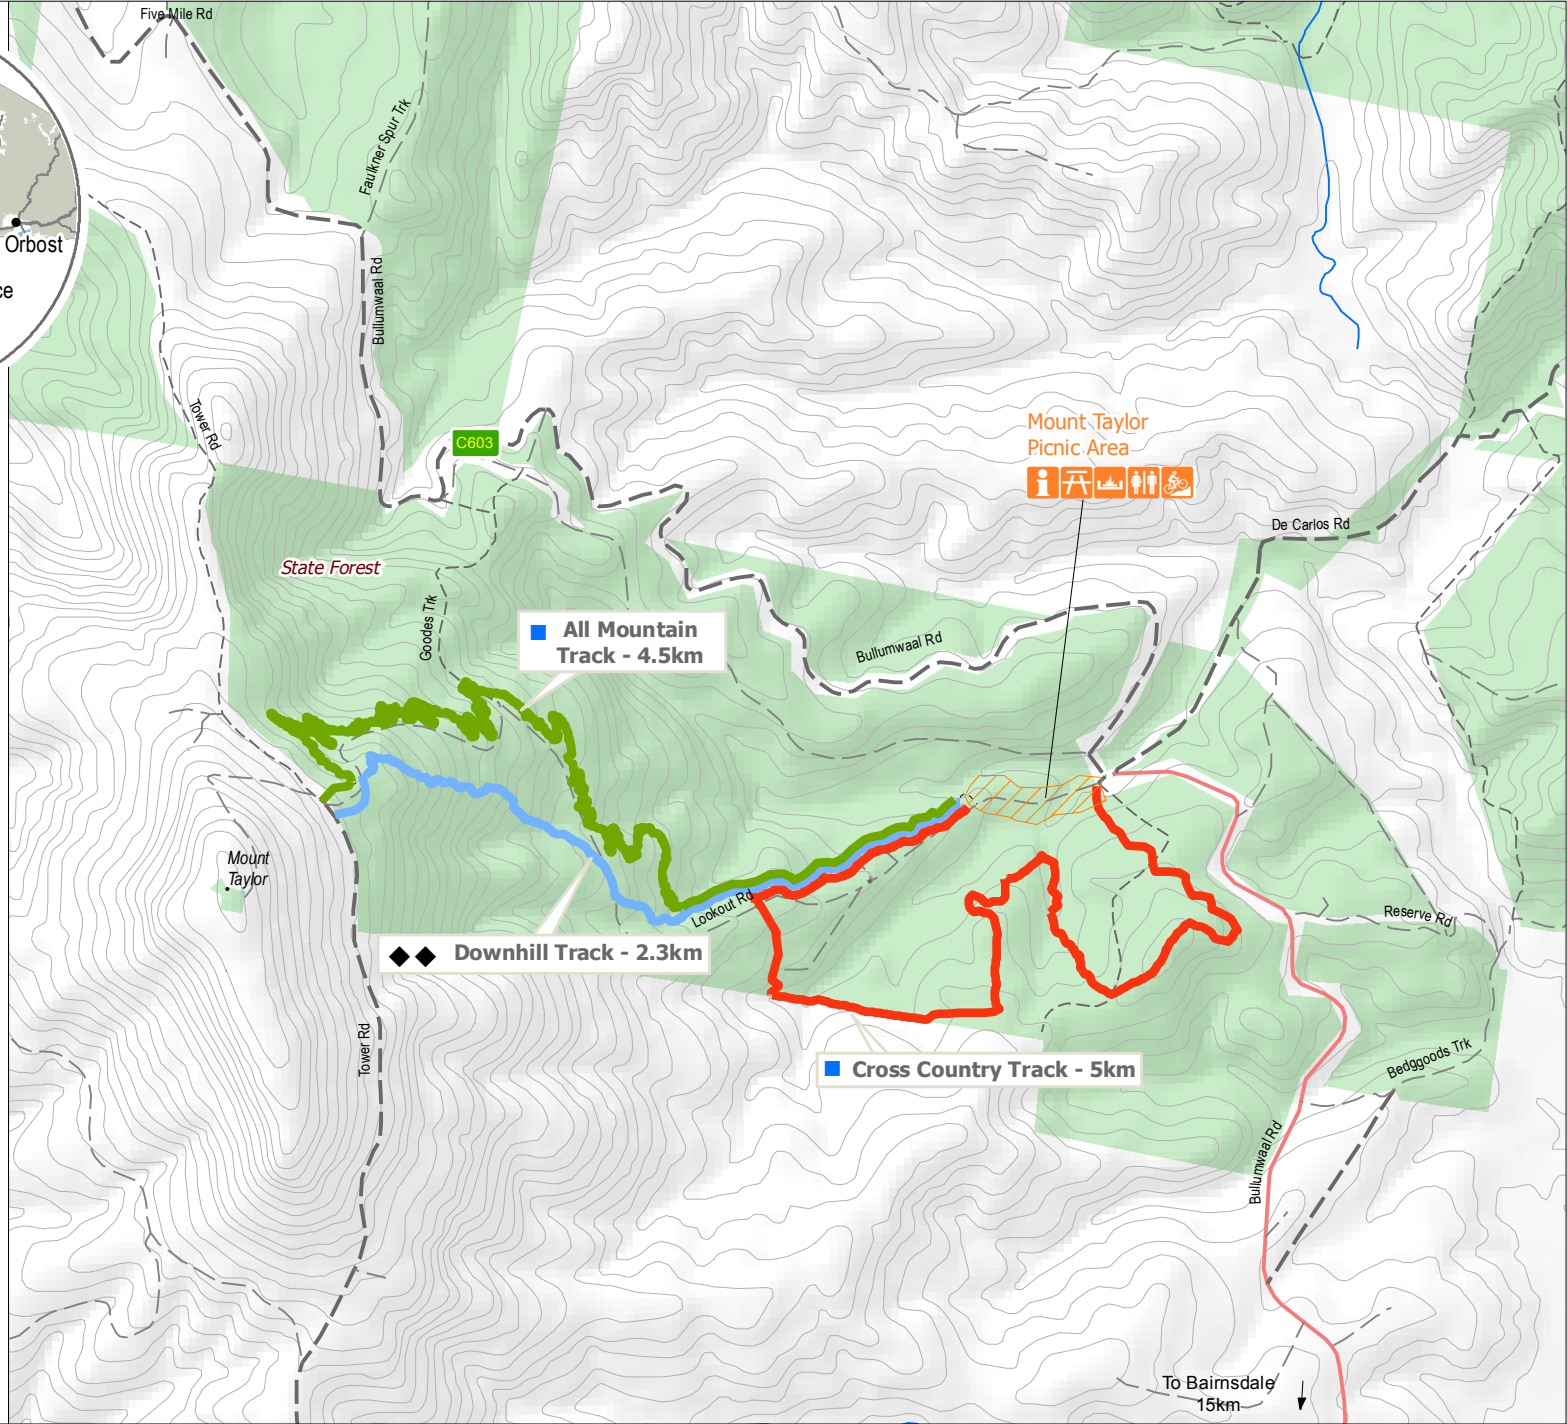 Five Mile Rd
Faulkner Spur Trk
Orbost
ce
Bullumwaal Rd
Tower Rd
C603
Mount Taylor
Picnic Area
De Carlos Rd
State Forest
Goodes Trk
All Mountain
Track - 4.5km
Bullumwaal Rd
Mount
Taylor
Lookout Rd
Reserve Rd
Downhill Track - 2.3km
Tower Rd
Cross Country Track - 5km
Bedggoods Trk
Bullumwaal Rd
To Bairnsdale
15km